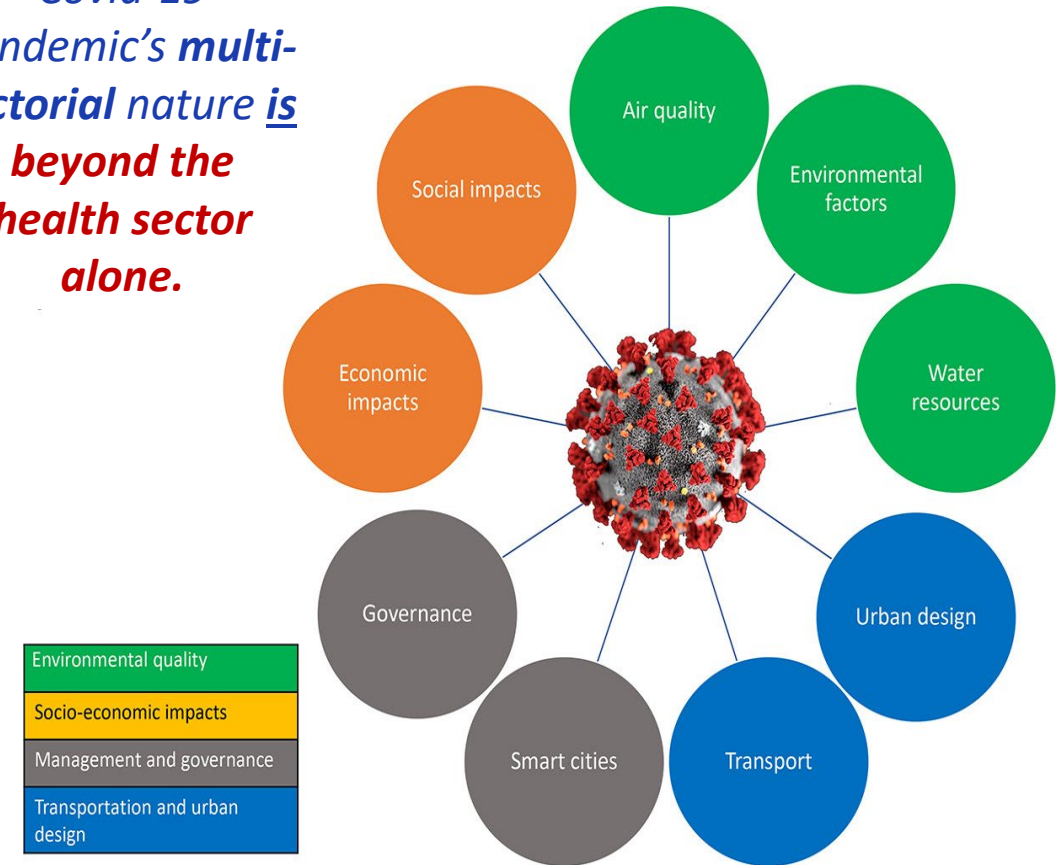 Covid-19
ndemic's multi-
ctorial nature is
beyond the
health sector
alone.
Air quality
Environmental
factors
Water
resources
Urban design
Transport
Smart cities
Governance
Economic
impacts
Social impacts
Environmental quality
Socio-economic impacts
Management and governance
Transportation and urban
design